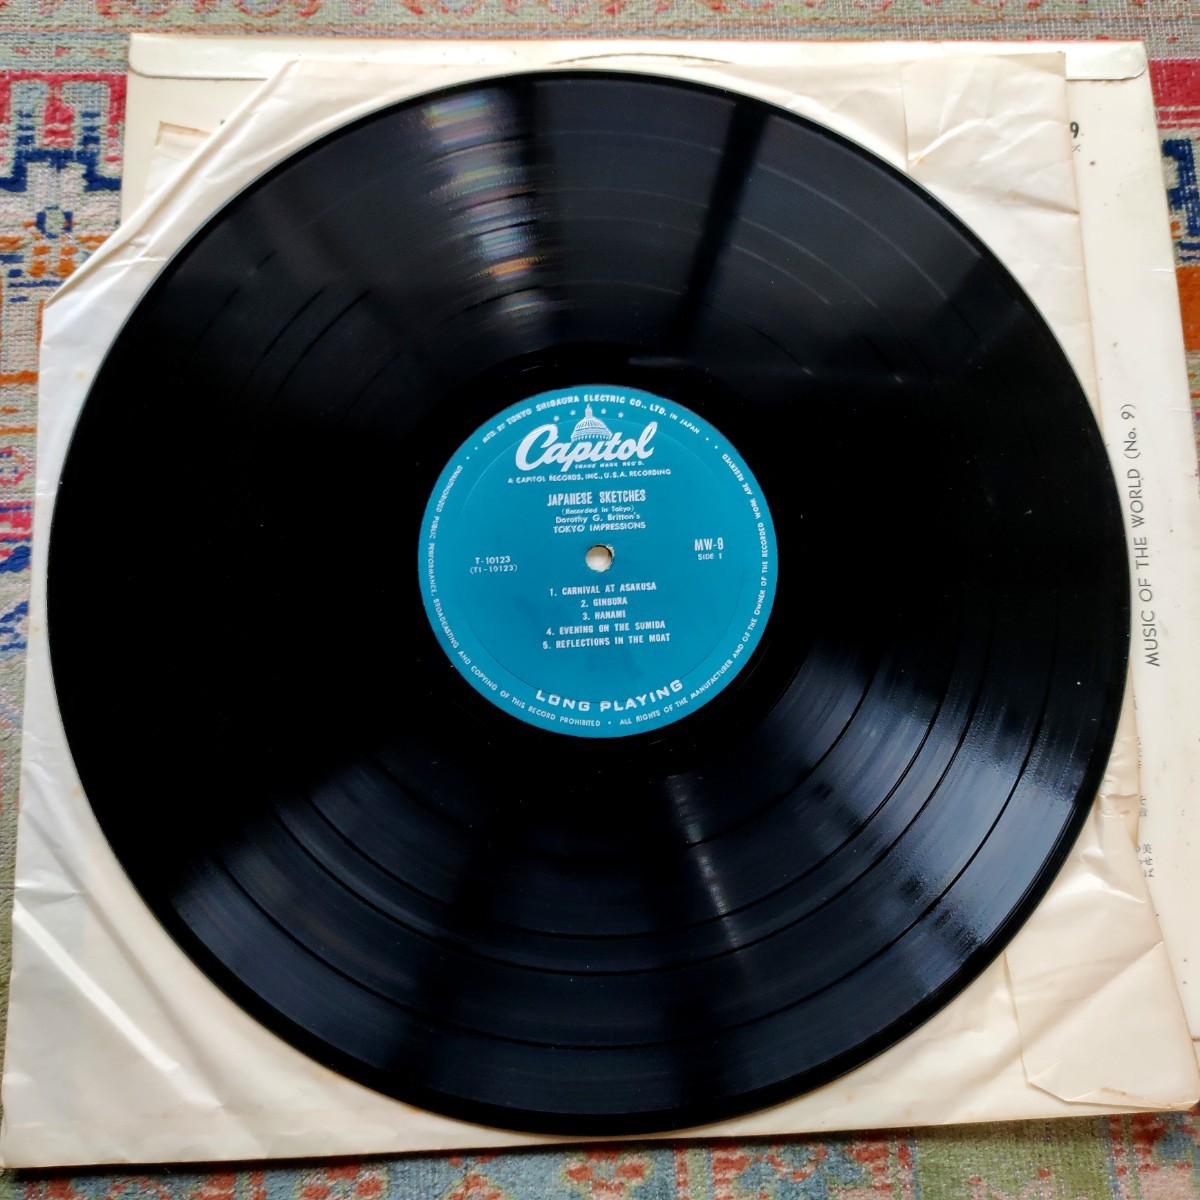 MFD. BY TOKYO SHIBAURA ELECTRIC CO., LTD. IN JAPAN
Capitol
TRADE MARK REG'D.
A CAPITOL RECORDS, INC., U.S.A. RECORDING
JAPANESE SKETCHES
(Recorded in Tokyo)
Dorothy G. Britton's
TOKYO IMPRESSIONS
T-10123
(T1-10123)
MW-9
SIDE 1
1. CARNIVAL AT ASAKUSA
2. GINBURA
3. HANAMI
4. EVENING ON THE SUMIDA
5. REFLECTIONS IN THE MOAT
LONG PLAYING
UNAUTHORIZED PUBLIC PERFORMANCE, BROADCASTING AND COPYING OF THIS RECORD PROHIBITED • ALL RIGHTS OF THE MANUFACTURER AND OF THE OWNER OF THE RECORDED WORK ARE RESERVED
MUSIC OF THE WORLD (No. 9)
9